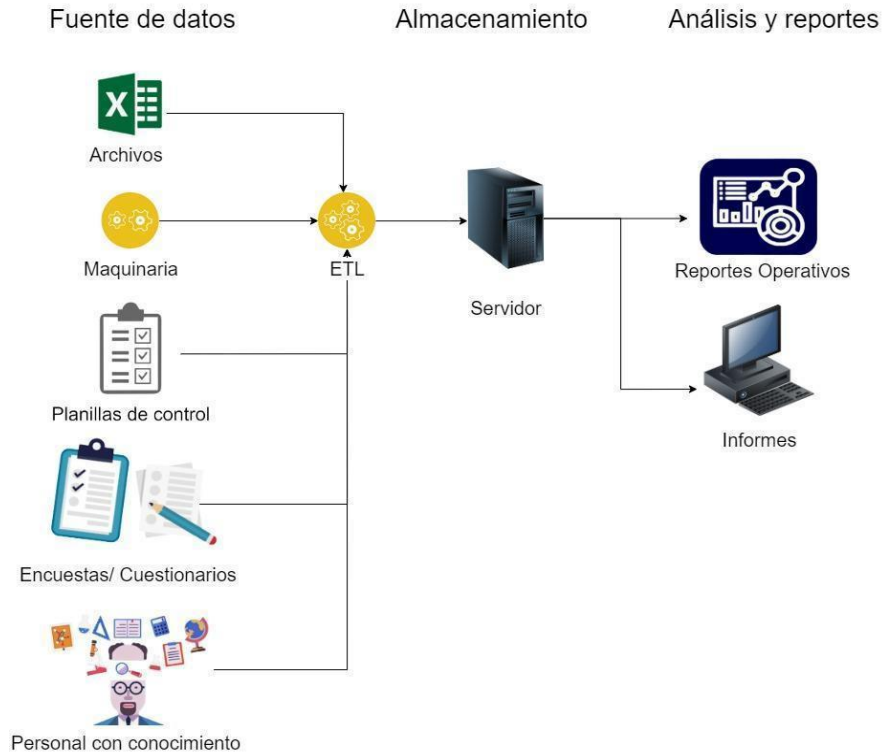 Fuente de datos
Almacenamiento
Análisis y reportes
X
Archivos
Maquinaria
ETL
Servidor
Reportes Operativos
Planillas de control
Informes
Encuestas/ Cuestionarios
Personal con conocimiento